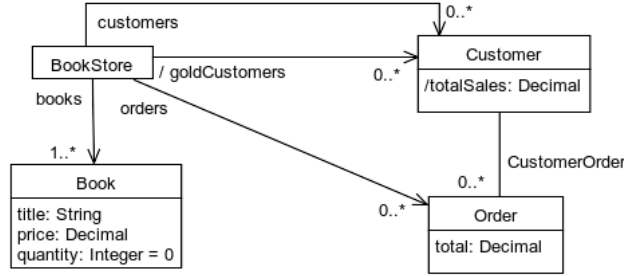 customers
0..*
BookStore
/ goldCustomers
0..*
Customer
/totalSales: Decimal
books
orders
1..*
CustomerOrder
Book
title: String
price: Decimal
quantity: Integer = 0
0..*
0..*
Order
total: Decimal